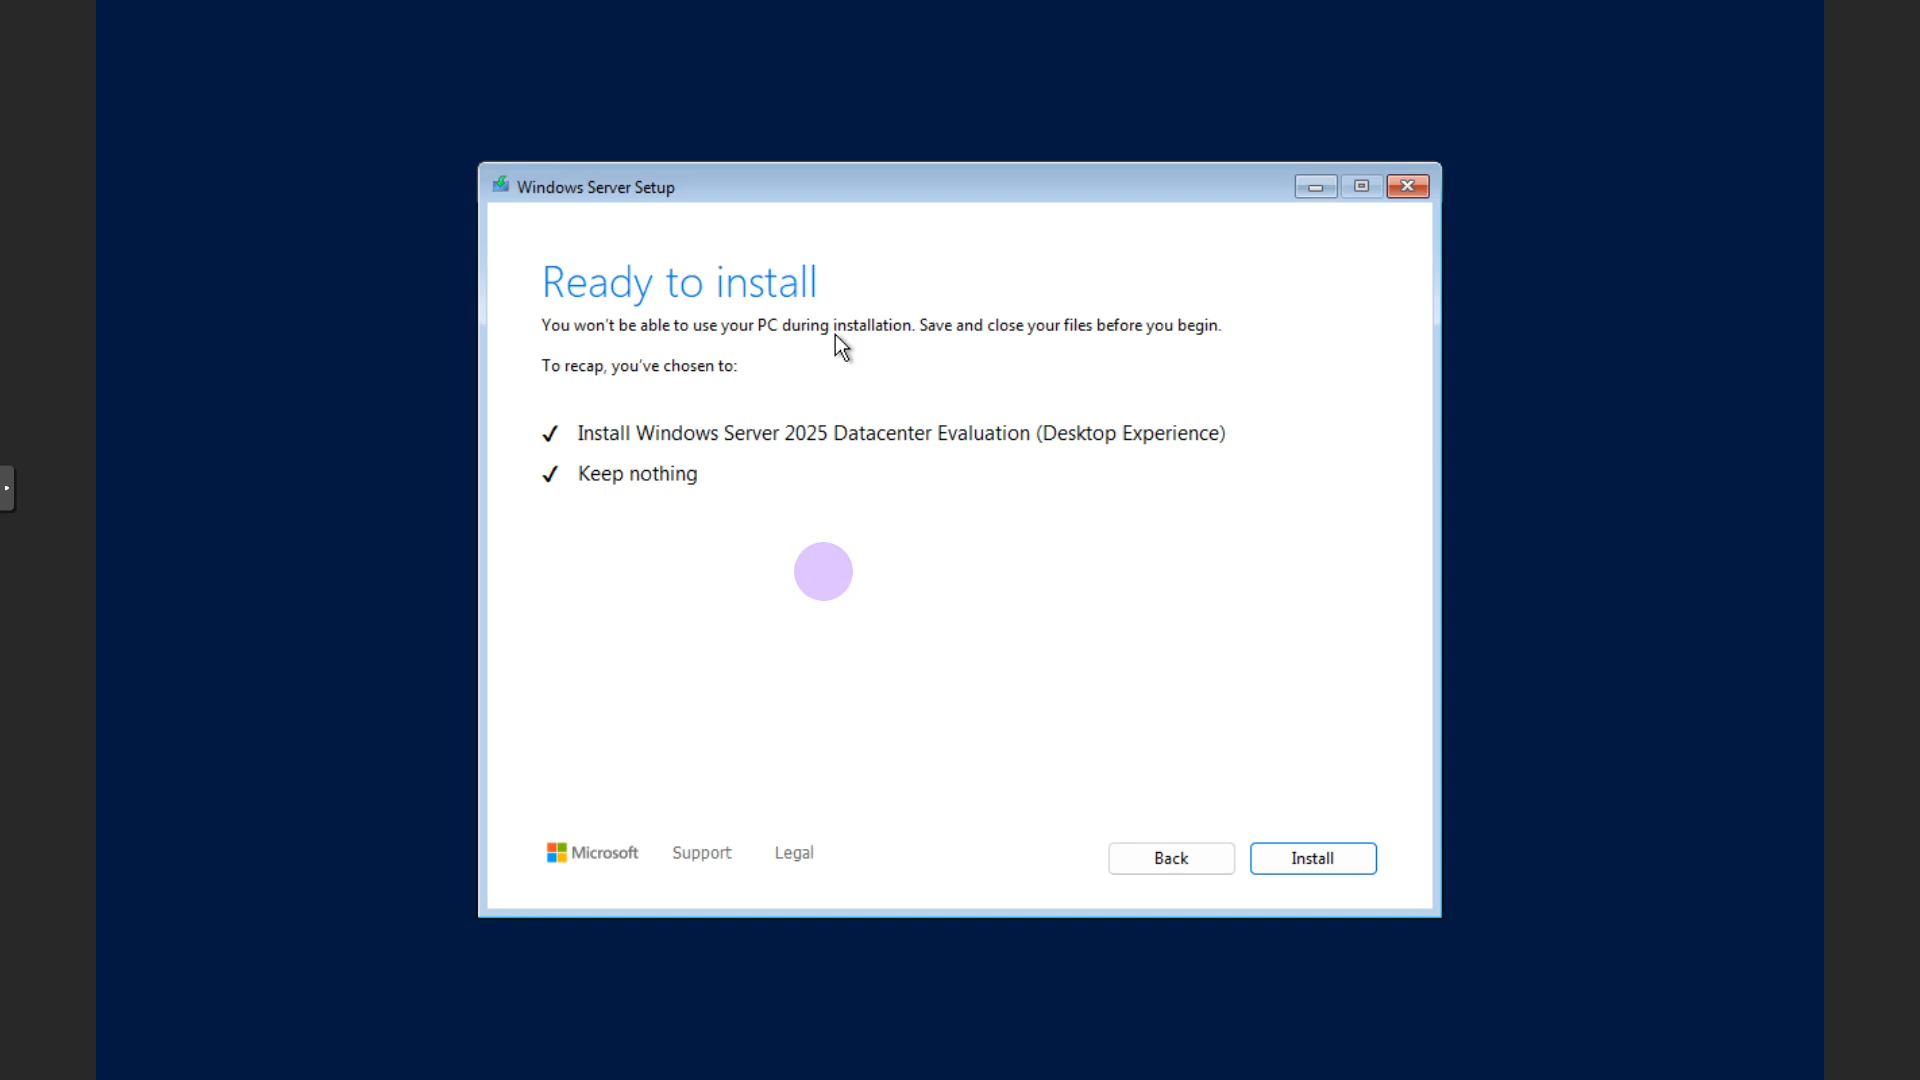 Windows Server Setup
Ready to install
You won't be able to use your PC during installation. Save and close your files before you begin.
To recap, you've chosen to:
Install Windows Server 2025 Datacenter Evaluation (Desktop Experience)
Keep nothing
Microsoft Support Legal Back Install